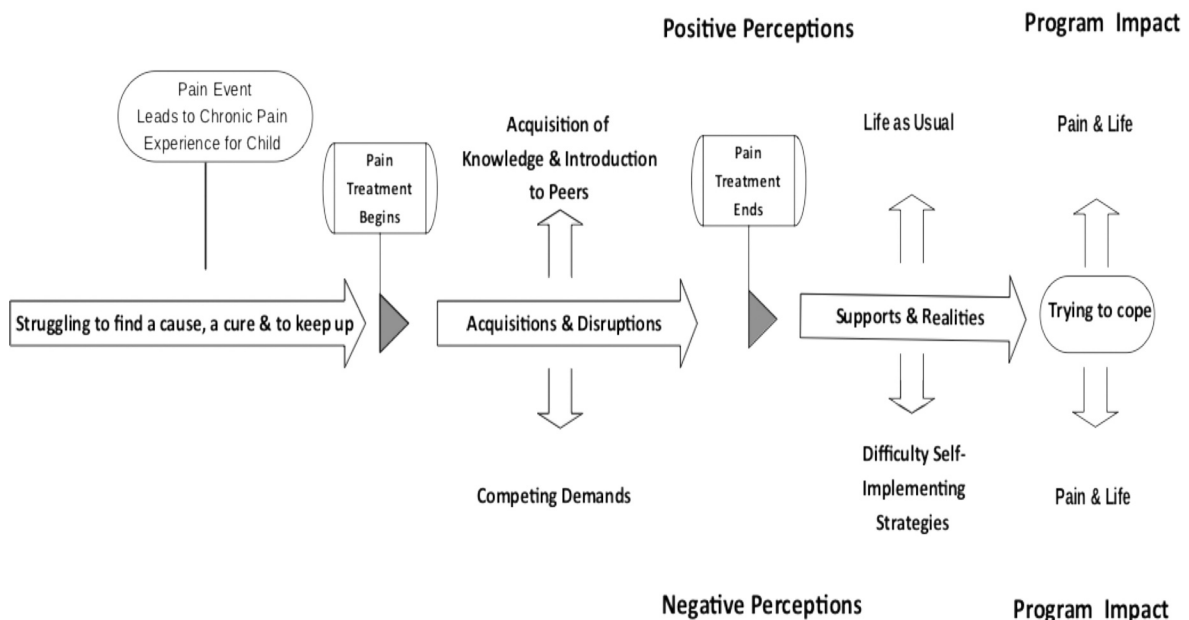 Positive Perceptions
Program Impact
Pain Event
Leads to Chronic Pain
Experience for Child
Pain
Treatment
Begins
Acquisition of
Knowledge & Introduction
to Peers
Pain
Treatment
Ends
Life as Usual
Pain & Life
Struggling to find a cause, a cure & to keep up
Acquisitions & Disruptions
Supports & Realities
Trying to cope
Competing Demands
Difficulty Self-
Implementing
Strategies
Pain & Life
Negative Perceptions
Program Impact